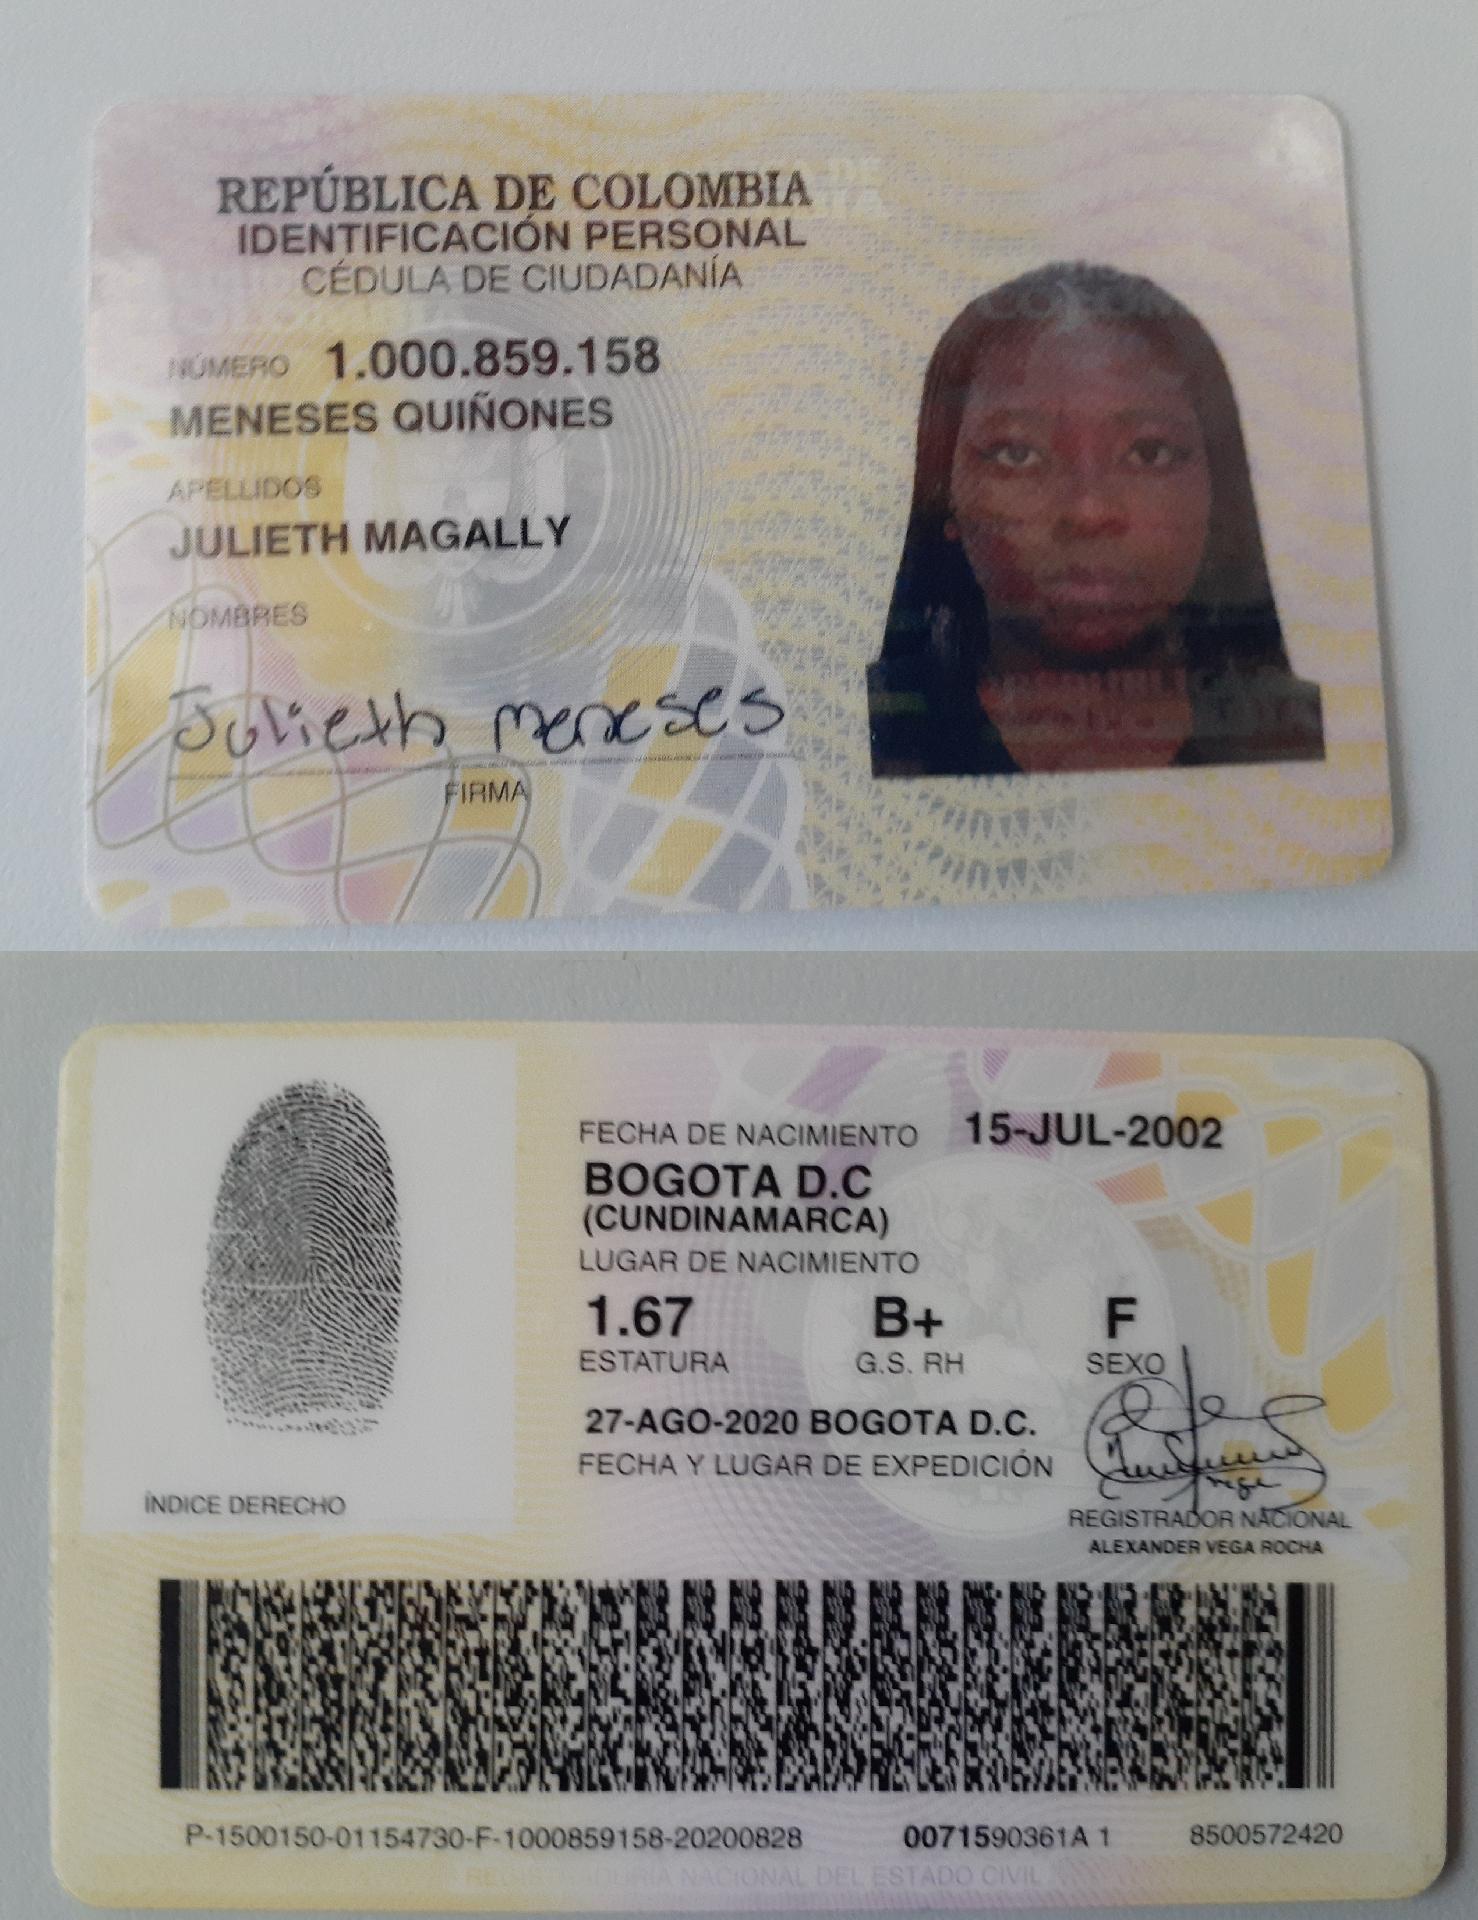 REPÚBLICA DE COLOMBIA
IDENTIFICACIÓN PERSONAL
CÉDULA DE CIUDADANÍA
NÚMERO 1.000.859.158
MENESES QUIÑONES
APELLIDOS
JULIETH MAGALLY
NOMBRES
Julieth meneses
FIRMA
FECHA DE NACIMIENTO 15-JUL-2002
BOGOTA D.C
(CUNDINAMARCA)
LUGAR DE NACIMIENTO
1.67 B+ F
ESTATURA G.S. RH SEXO
27-AGO-2020 BOGOTA D.C.
FECHA Y LUGAR DE EXPEDICIÓN
ÍNDICE DERECHO
REGISTRADOR NACIONAL
ALEXANDER VEGA ROCHA
P-1500150-01154730-F-1000859158-20200828 0071590361A 1 8500572420
REGISTRADURIA NACIONAL DEL ESTADO CIVIL